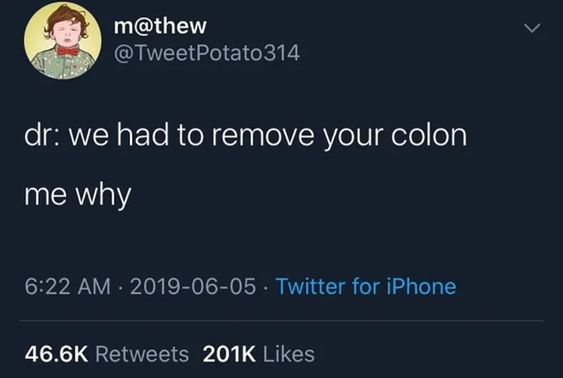 m@thew
@TweetPotato314
dr: we had to remove your colon
me why
6:22 AM · 2019-06-05 · Twitter for iPhone
46.6K Retweets 201K Likes